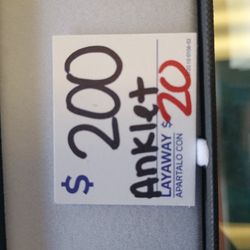 $ 200
Anklet
LAYAWAY $ 20
APARTALO CON